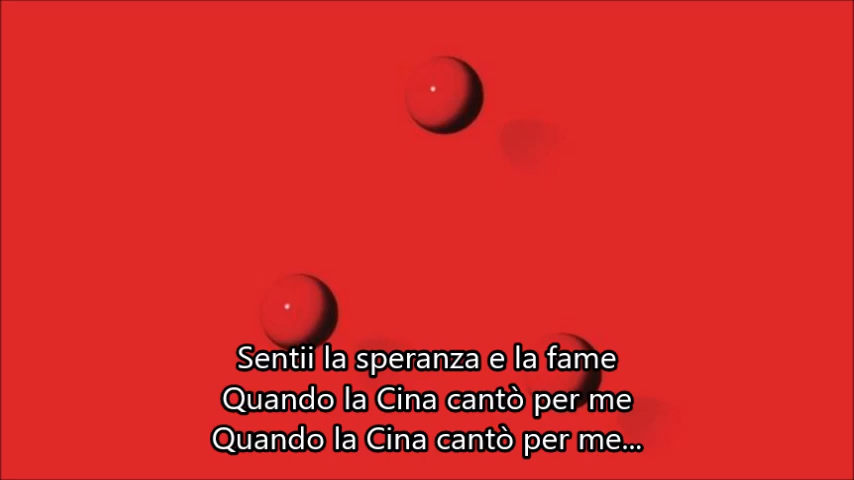 Sentii la speranza e la fame
Quando la Cina cantò per me
Quando la Cina cantò per me...